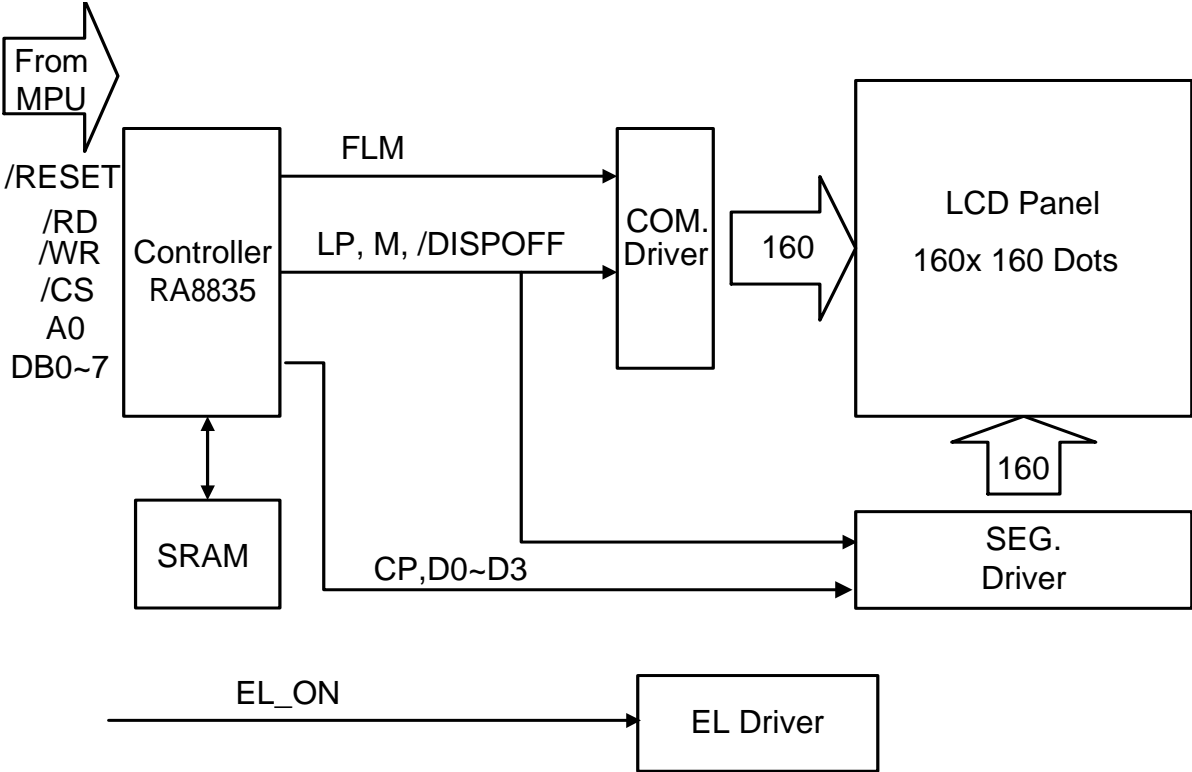 From
MPU
/RESET
/RD
/WR
/CS
A0
DB0~7
Controller
RA8835
FLM
LP, M, /DISPOFF
COM.
Driver
160
LCD Panel
160x 160 Dots
160
SRAM
CP,D0~D3
SEG.
Driver
EL_ON
EL Driver